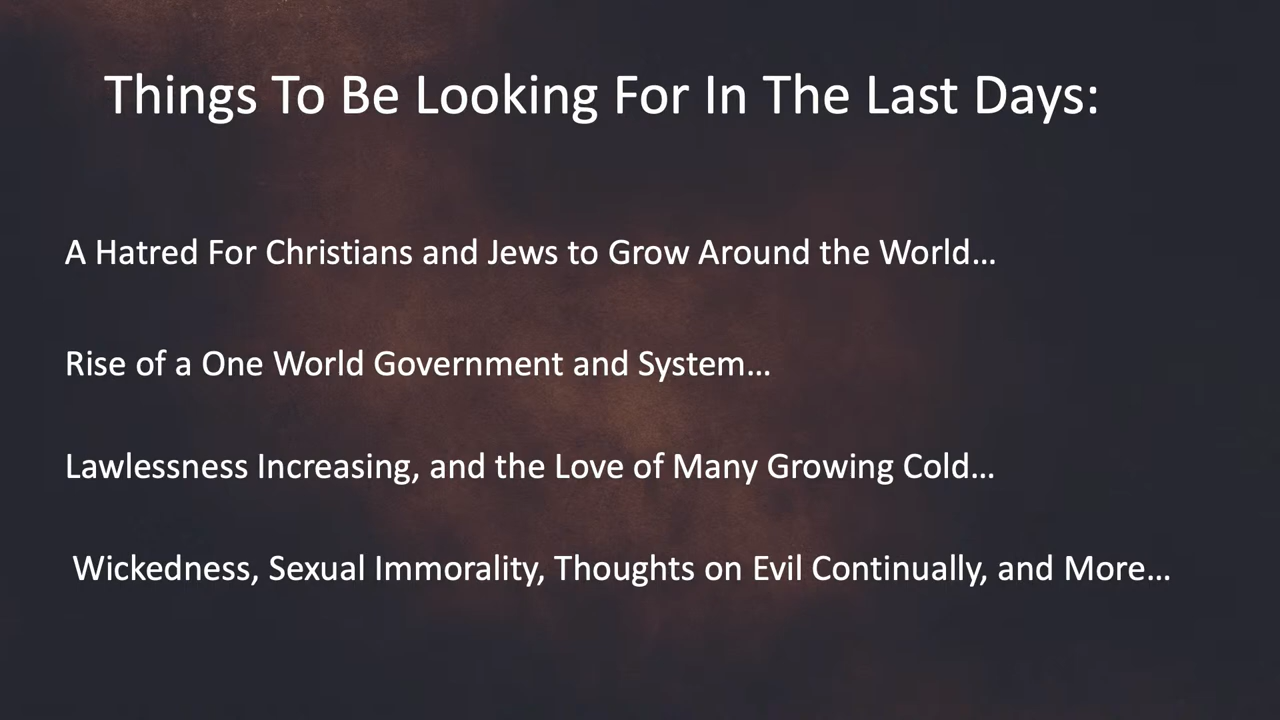 Things To Be Looking For In The Last Days:
A Hatred For Christians and Jews to Grow Around the World...
Rise of a One World Government and System...
Lawlessness Increasing, and the Love of Many Growing Cold...
Wickedness, Sexual Immorality, Thoughts on Evil Continually, and More...